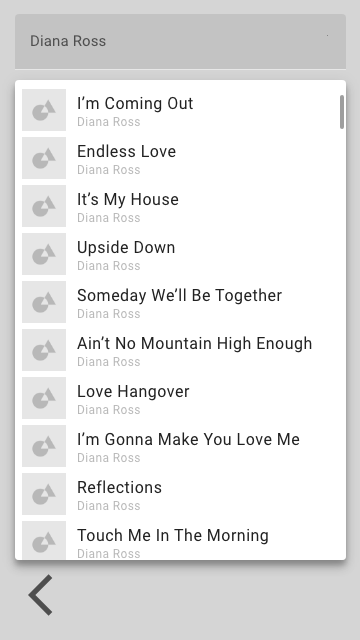 Diana Ross
I’m Coming Out
Diana Ross
Endless Love
Diana Ross
It’s My House
Diana Ross
Upside Down
Diana Ross
Someday We’ll Be Together
Diana Ross
Ain’t No Mountain High Enough
Diana Ross
Love Hangover
Diana Ross
I’m Gonna Make You Love Me
Diana Ross
Reflections
Diana Ross
Touch Me In The Morning
Diana Ross